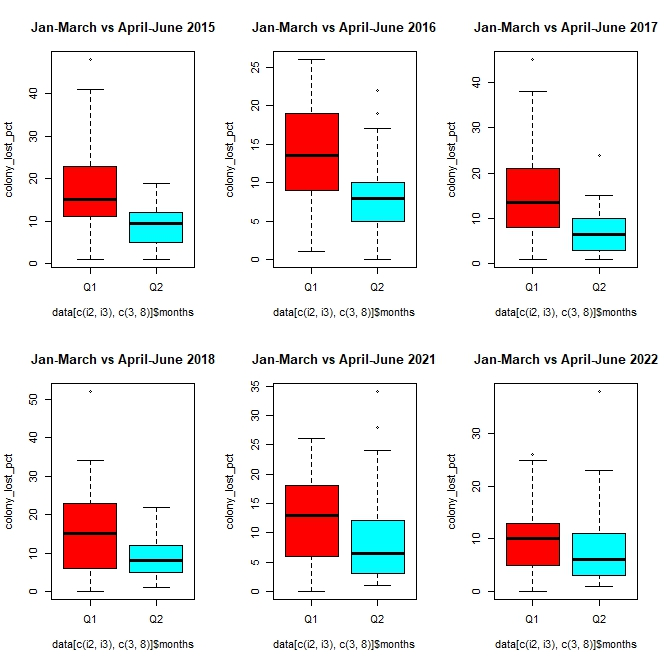 Jan-March vs April-June 2015
colony_lost_pct
40
30
20
10
0
Q1 Q2
data[c(i2, i3), c(3, 8)]$months
Jan-March vs April-June 2016
colony_lost_pct
25
20
15
10
5
0
Q1 Q2
data[c(i2, i3), c(3, 8)]$months
Jan-March vs April-June 2017
colony_lost_pct
40
30
20
10
0
Q1 Q2
data[c(i2, i3), c(3, 8)]$months
Jan-March vs April-June 2018
colony_lost_pct
50
40
30
20
10
0
Q1 Q2
data[c(i2, i3), c(3, 8)]$months
Jan-March vs April-June 2021
colony_lost_pct
35
30
25
20
15
10
5
0
Q1 Q2
data[c(i2, i3), c(3, 8)]$months
Jan-March vs April-June 2022
colony_lost_pct
30
20
10
0
Q1 Q2
data[c(i2, i3), c(3, 8)]$months